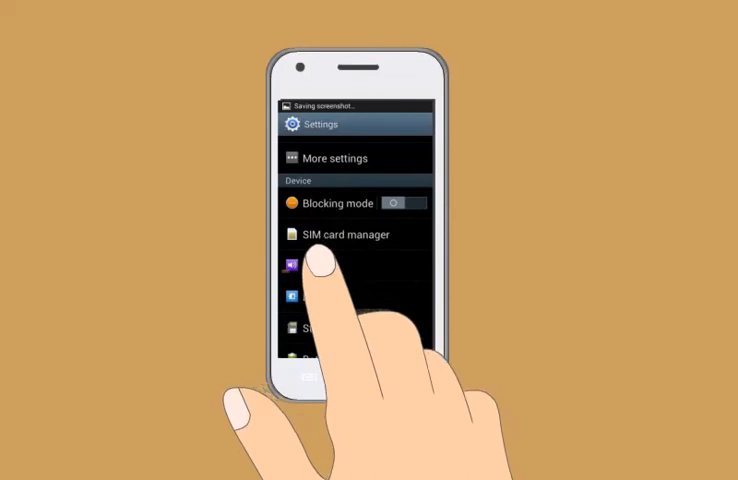 Saving screenshot...
Settings
More settings
Device
Blocking mode
SIM card manager